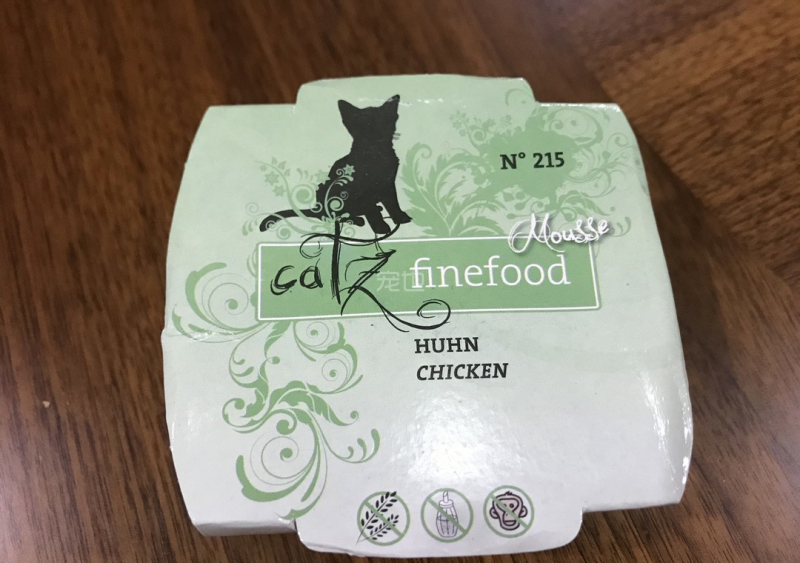 N° 215
Mousse
catz finefood
HUHN
CHICKEN